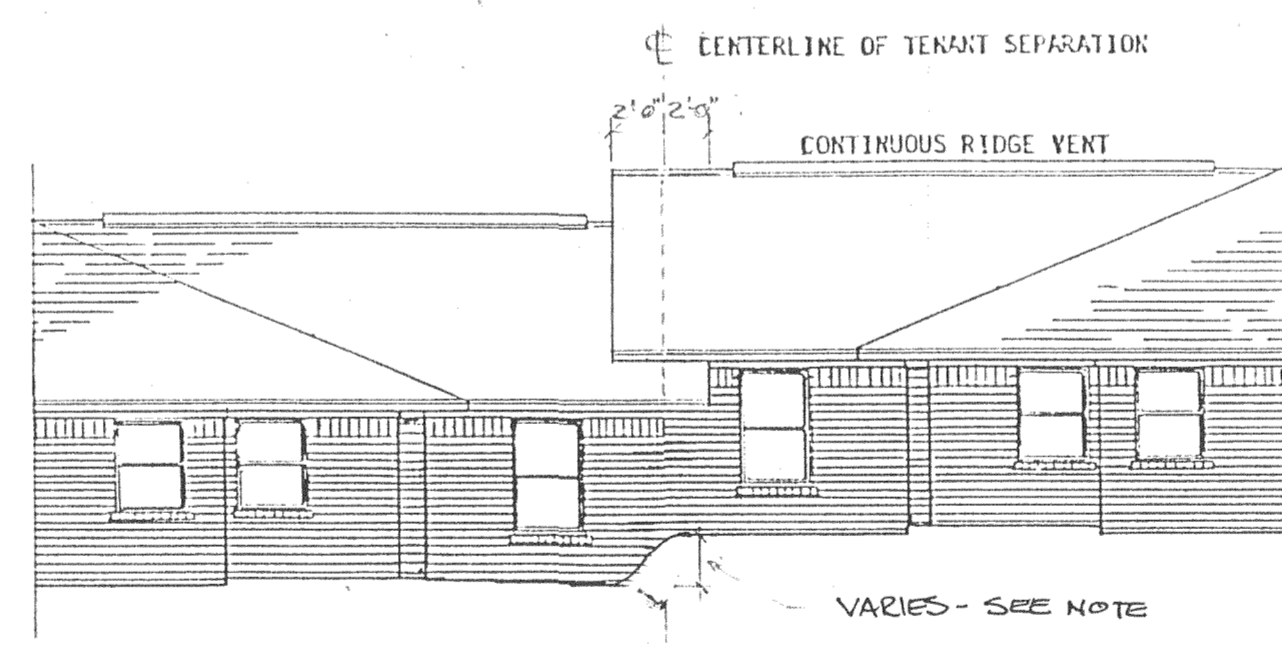 ℄ CENTERLINE OF TENANT SEPARATION
2'0" 2'0"
CONTINUOUS RIDGE VENT
VARIES - SEE NOTE